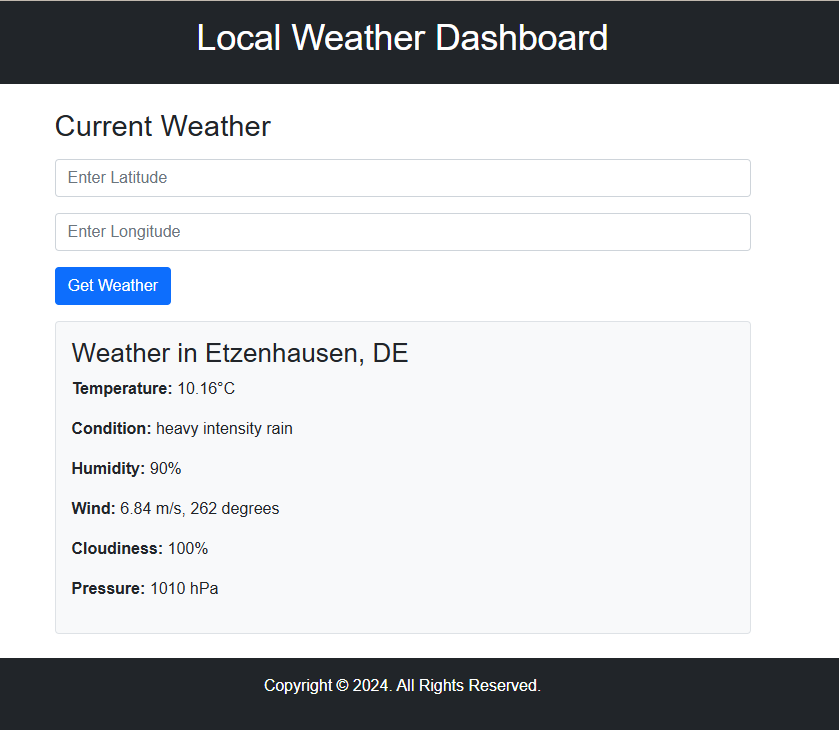 Local Weather Dashboard
Current Weather
Enter Latitude
Enter Longitude
Get Weather
Weather in Etzenhausen, DE
Temperature: 10.16°C
Condition: heavy intensity rain
Humidity: 90%
Wind: 6.84 m/s, 262 degrees
Cloudiness: 100%
Pressure: 1010 hPa
Copyright © 2024. All Rights Reserved.